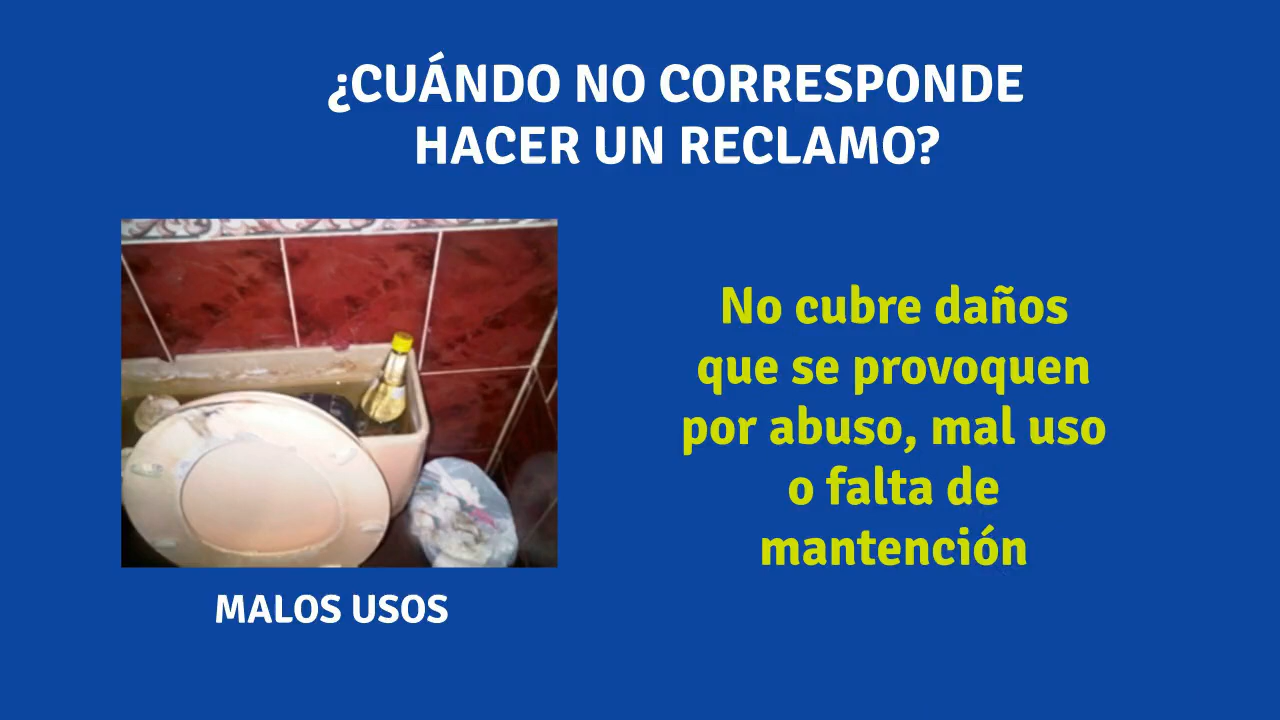 ¿CUÁNDO NO CORRESPONDE
HACER UN RECLAMO?
No cubre daños
que se provoquen
por abuso, mal uso
o falta de
mantención
MALOS USOS